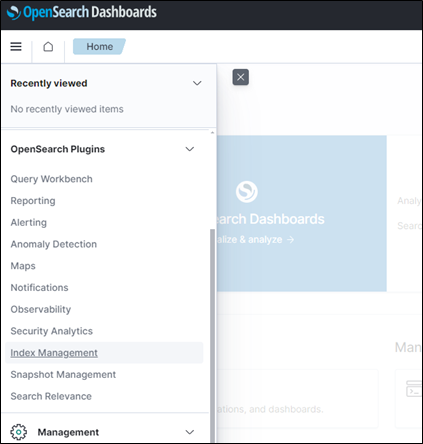 OpenSearch Dashboards
Home
Recently viewed
No recently viewed items
OpenSearch Plugins
Query Workbench
Reporting
Alerting
Anomaly Detection
Maps
Notifications
Observability
Security Analytics
Index Management
Snapshot Management
Search Relevance
Management
earch Dashboards
alize & analyze →
Analy
Searc
Man
ations, and dashboards.